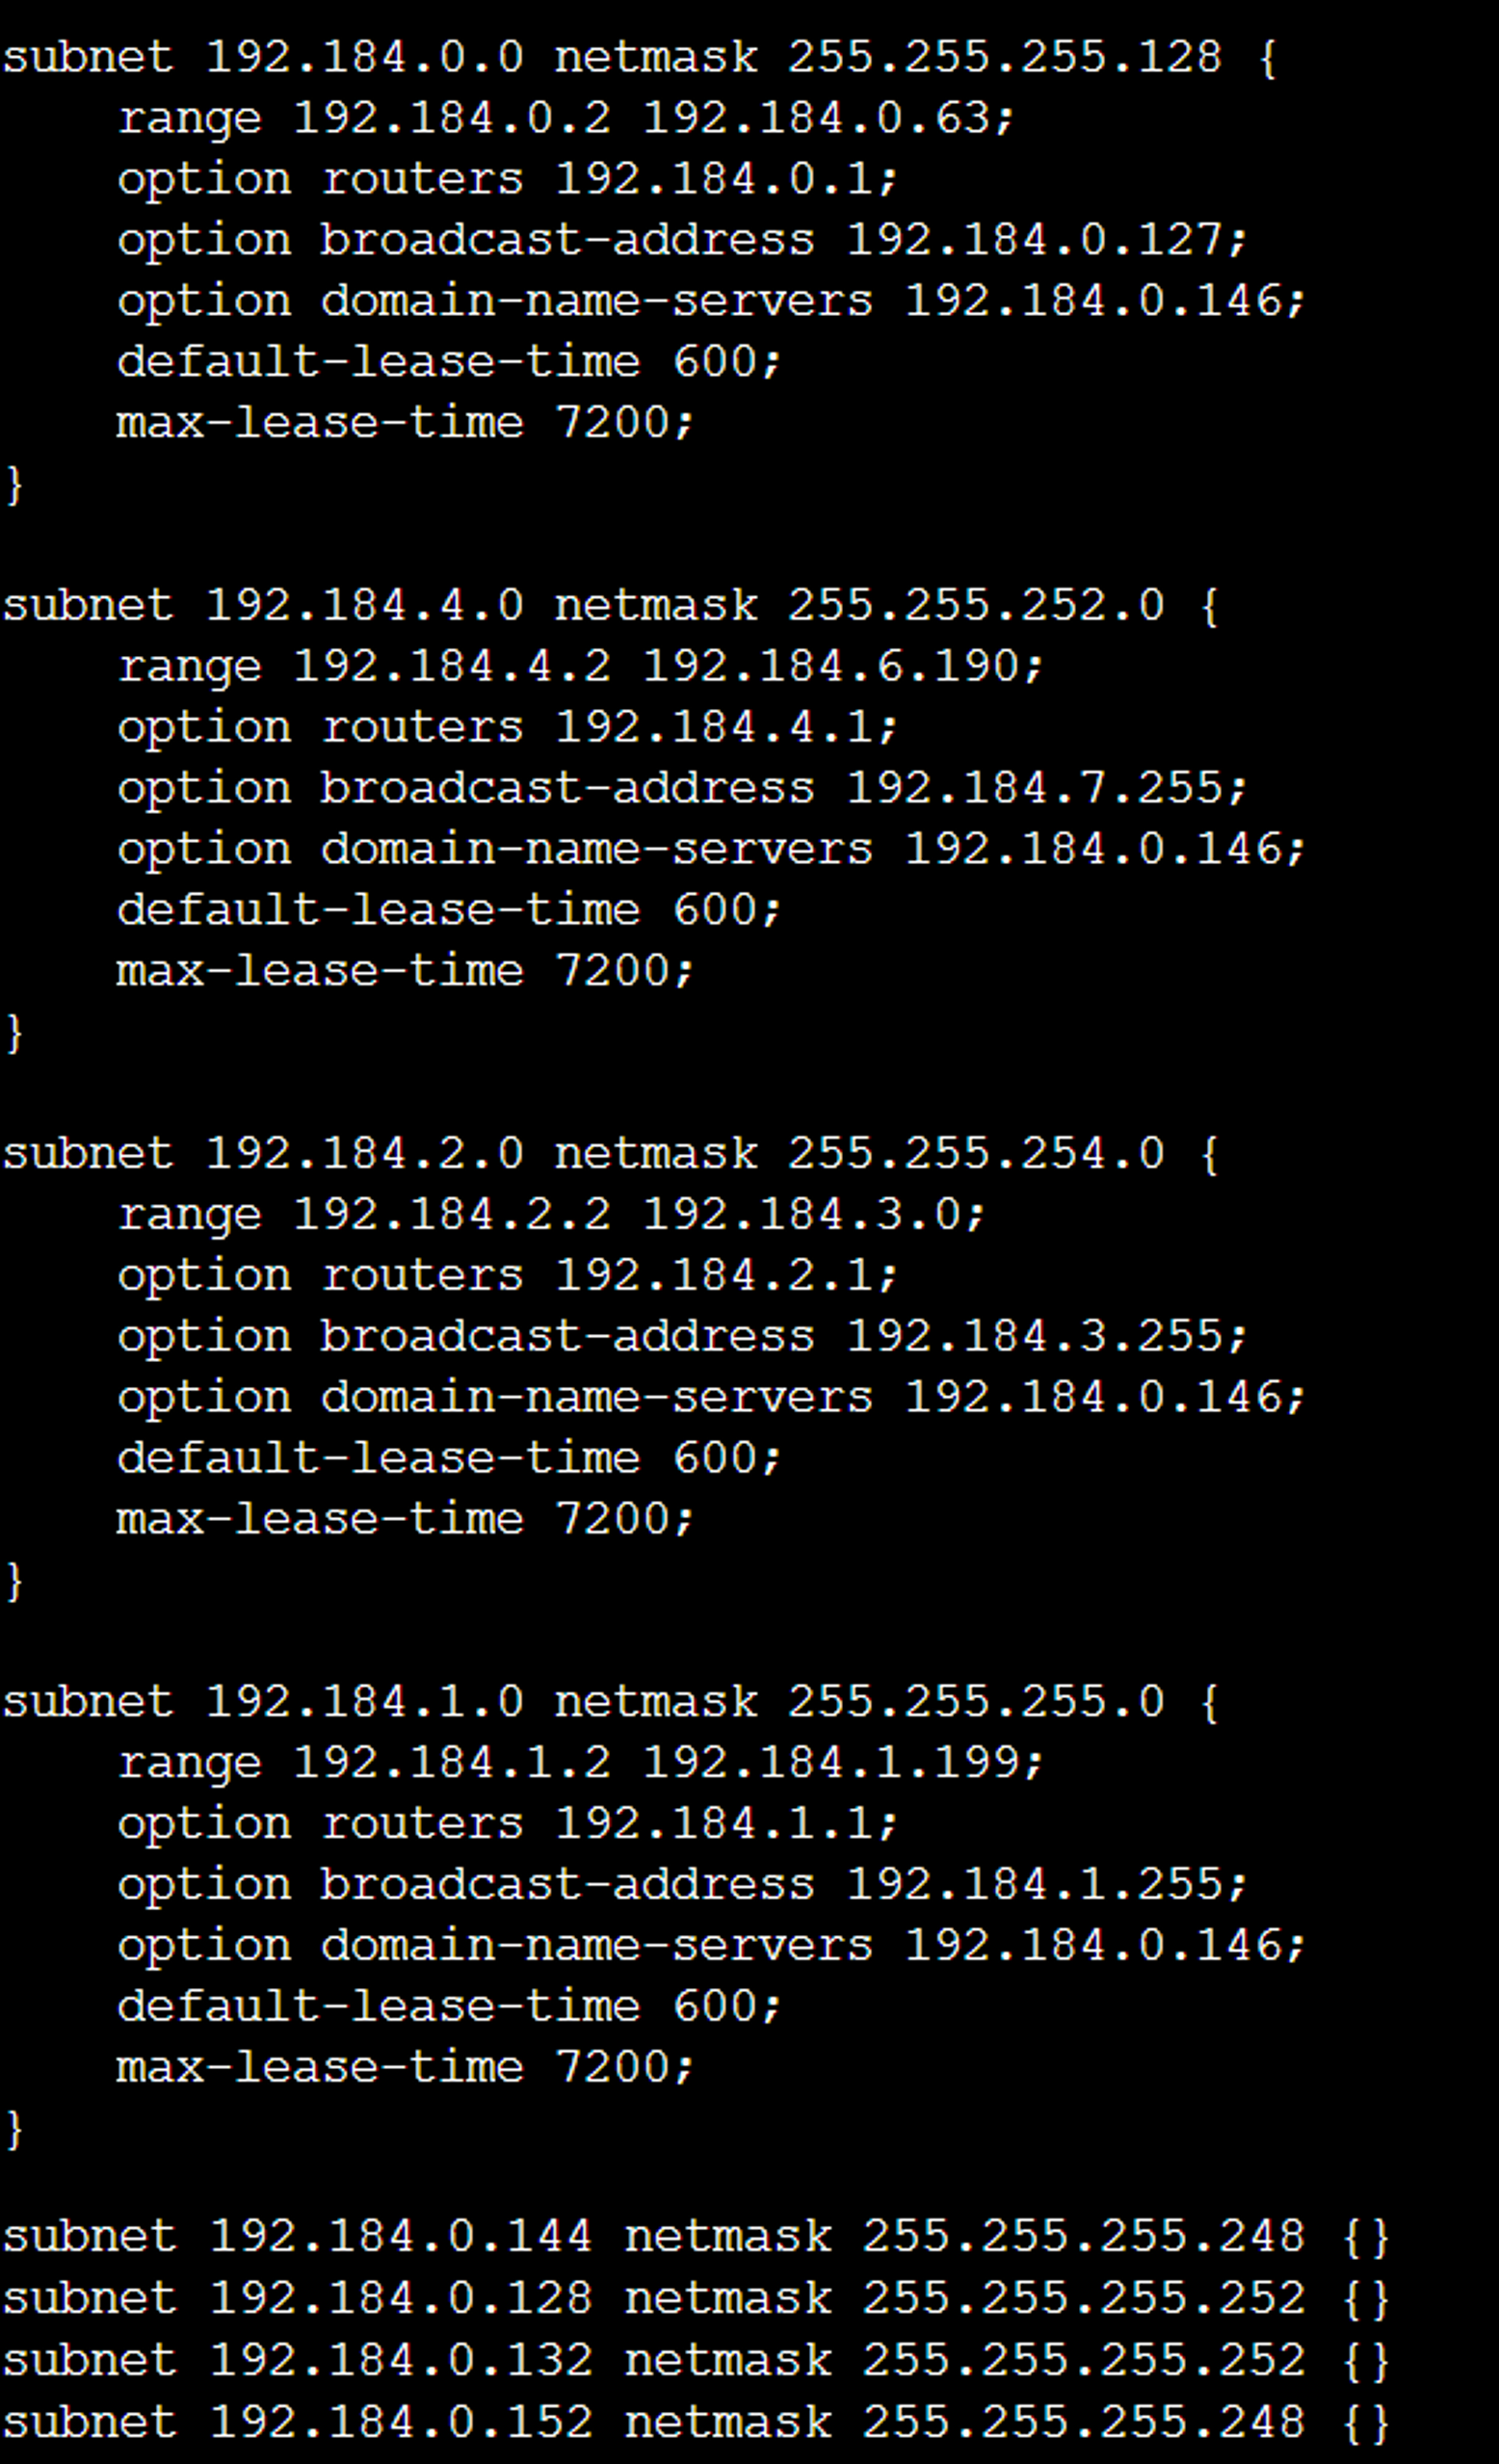 subnet 192.184.0.0 netmask 255.255.255.128 {
    range 192.184.0.2 192.184.0.63;
    option routers 192.184.0.1;
    option broadcast-address 192.184.0.127;
    option domain-name-servers 192.184.0.146;
    default-lease-time 600;
    max-lease-time 7200;
}

subnet 192.184.4.0 netmask 255.255.252.0 {
    range 192.184.4.2 192.184.6.190;
    option routers 192.184.4.1;
    option broadcast-address 192.184.7.255;
    option domain-name-servers 192.184.0.146;
    default-lease-time 600;
    max-lease-time 7200;
}

subnet 192.184.2.0 netmask 255.255.254.0 {
    range 192.184.2.2 192.184.3.0;
    option routers 192.184.2.1;
    option broadcast-address 192.184.3.255;
    option domain-name-servers 192.184.0.146;
    default-lease-time 600;
    max-lease-time 7200;
}

subnet 192.184.1.0 netmask 255.255.255.0 {
    range 192.184.1.2 192.184.1.199;
    option routers 192.184.1.1;
    option broadcast-address 192.184.1.255;
    option domain-name-servers 192.184.0.146;
    default-lease-time 600;
    max-lease-time 7200;
}

subnet 192.184.0.144 netmask 255.255.255.248 {}
subnet 192.184.0.128 netmask 255.255.255.252 {}
subnet 192.184.0.132 netmask 255.255.255.252 {}
subnet 192.184.0.152 netmask 255.255.255.248 {}